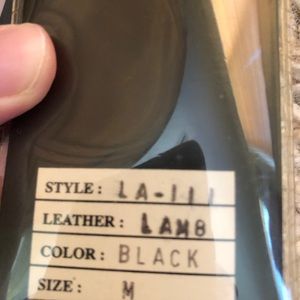 STYLE: LA-111
LEATHER: LAMB
COLOR: BLACK
SIZE: M